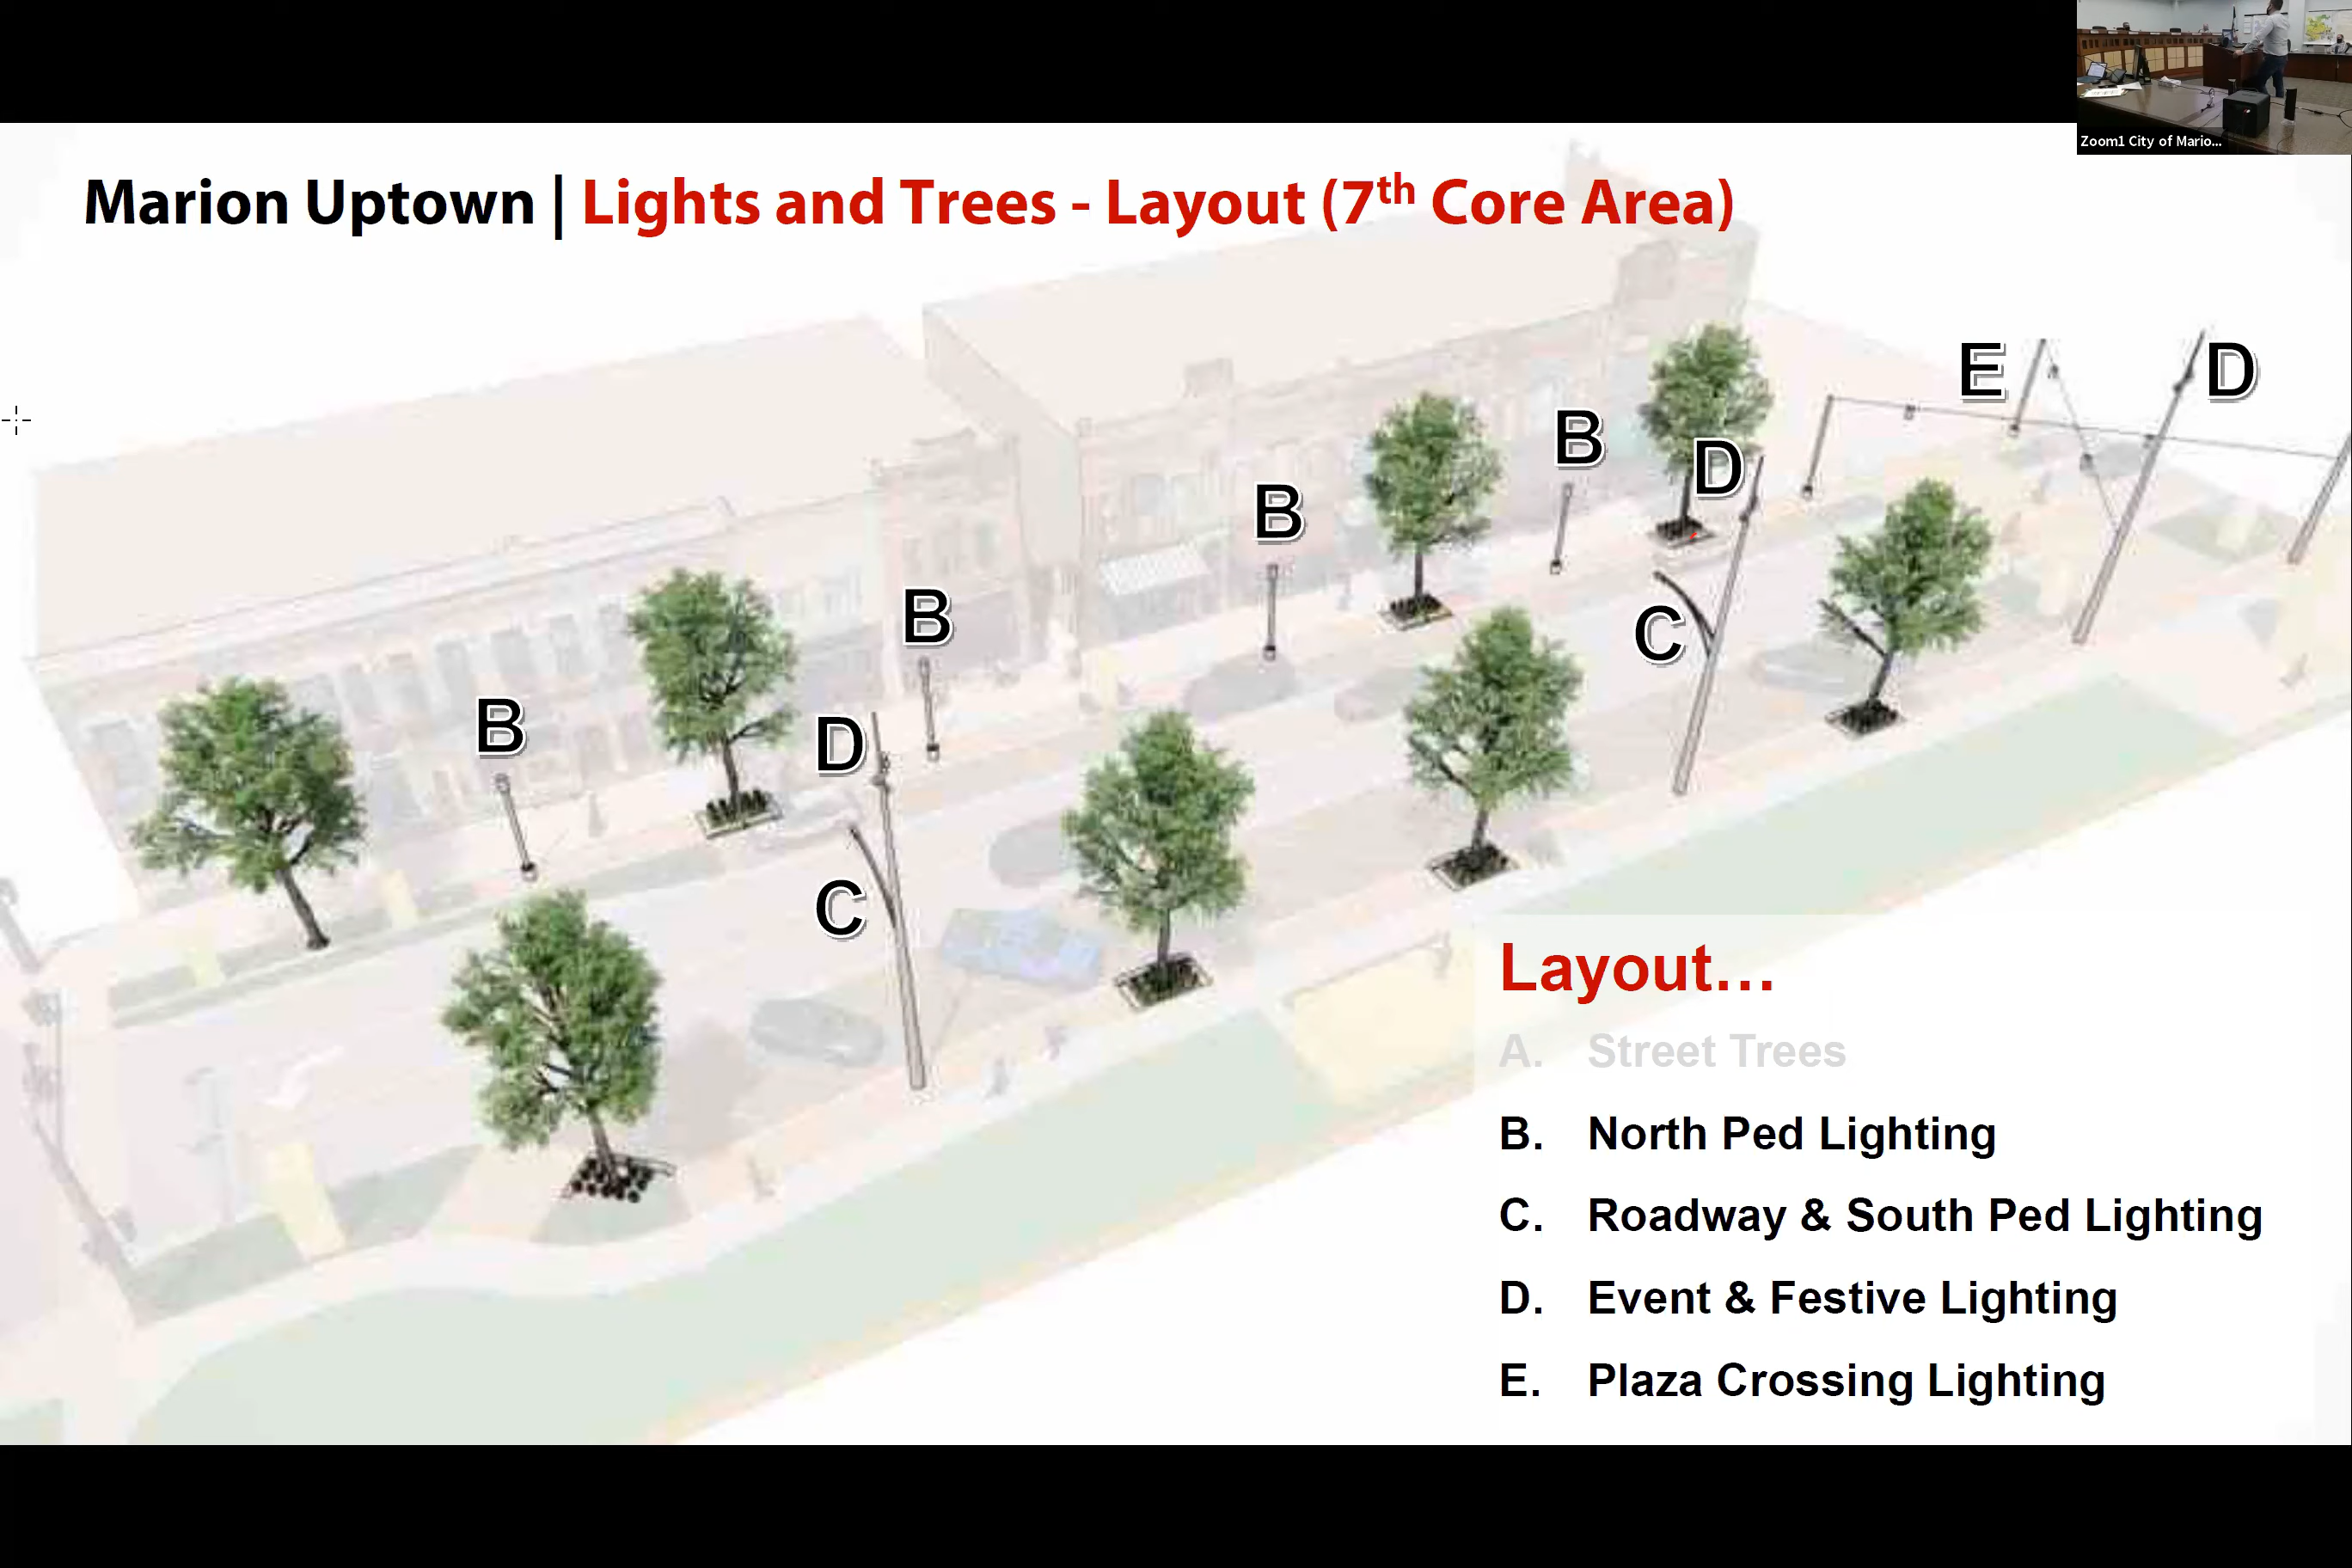 Zoom1 City of Mario...
Marion Uptown | Lights and Trees - Layout (7th Core Area)
E
D
B
D
B
C
B
B
D
C
Layout...
A. Street Trees
B. North Ped Lighting
C. Roadway & South Ped Lighting
D. Event & Festive Lighting
E. Plaza Crossing Lighting